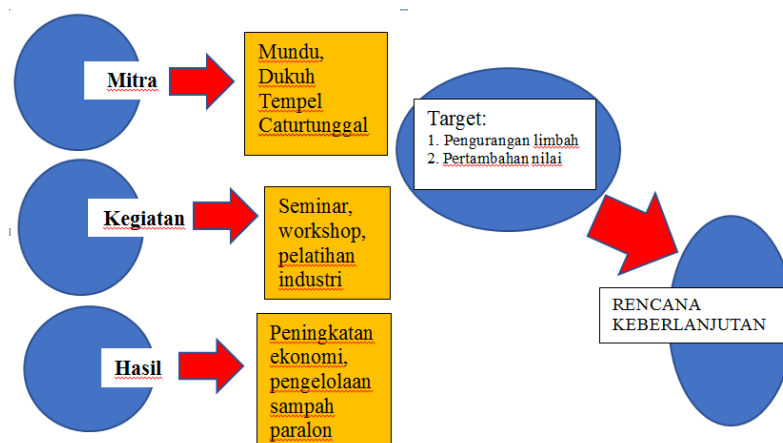 Mitra
Mundu,
Dukuh
Tempel
Caturtunggal
Target:
1. Pengurangan limbah
2. Pertambahan nilai
Kegiatan
Seminar,
workshop,
pelatihan
industri
RENCANA
KEBERLANJUTAN
Hasil
Peningkatan
ekonomi,
pengelolaan
sampah
paralon